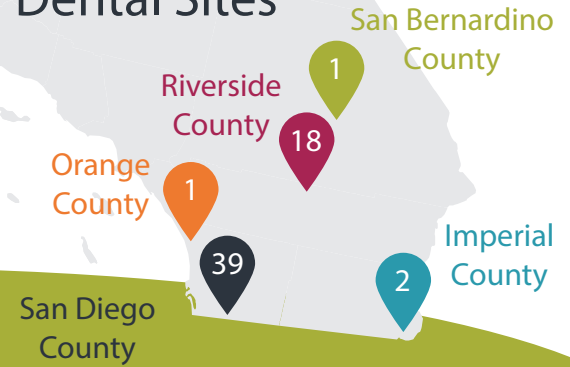 Dental Sites
San Bernardino
County
1
Riverside
County
18
Orange
County
1
39
Imperial
County
2
San Diego
County